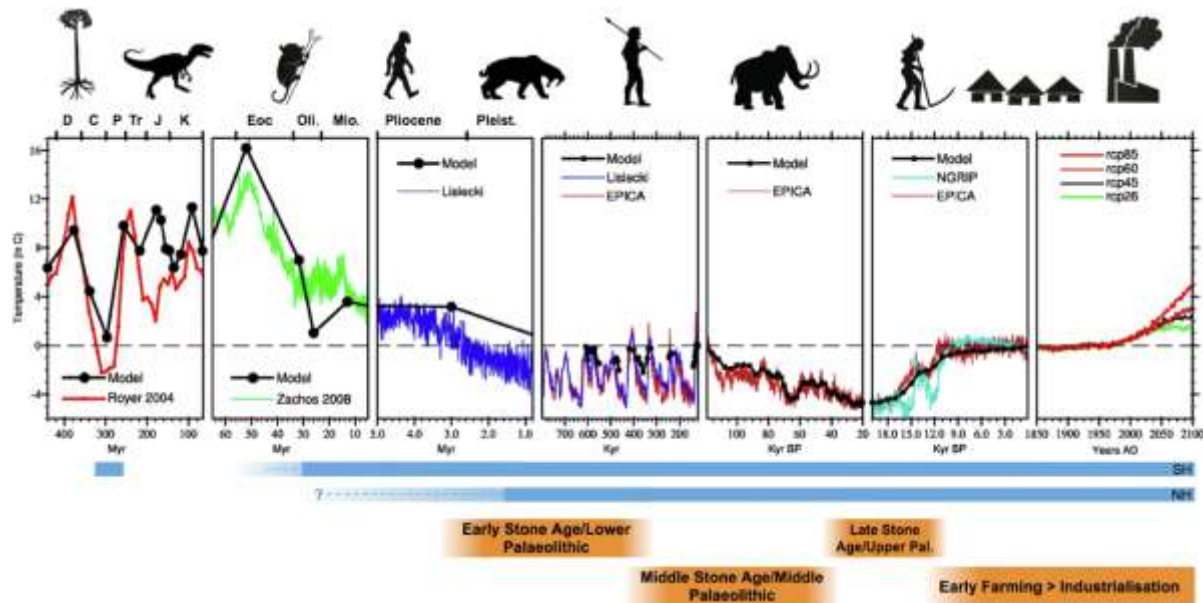 D C P Tr J K
Eoc Oli. Mio.
Pliocene Pleist.
Temperature (in C)
16
12
8
4
0
-4
Model
Royer 2004
Model
Zachos 2008
Model
Lisiecki
Model
Lisiecki
EPICA
Model
EPICA
Model
NGRIP
EPICA
rcp85
rcp60
rcp45
rcp26
400 300 200 100
Myr
60 50 40 30 20 10
Myr
5.0 4.0 3.0 2.0 1.0
Myr
700 600 500 400 300 200
Kyr
100 80 60 40 20
Kyr BP
18.0 15.0 12.0 9.0 6.0 3.0
Kyr BP
1850 1900 1950 2000 2050 2100
Years AD
SH
?
NH
Early Stone Age/Lower
Palaeolithic
Late Stone
Age/Upper Pal.
Middle Stone Age/Middle
Palaeolithic
Early Farming > Industrialisation